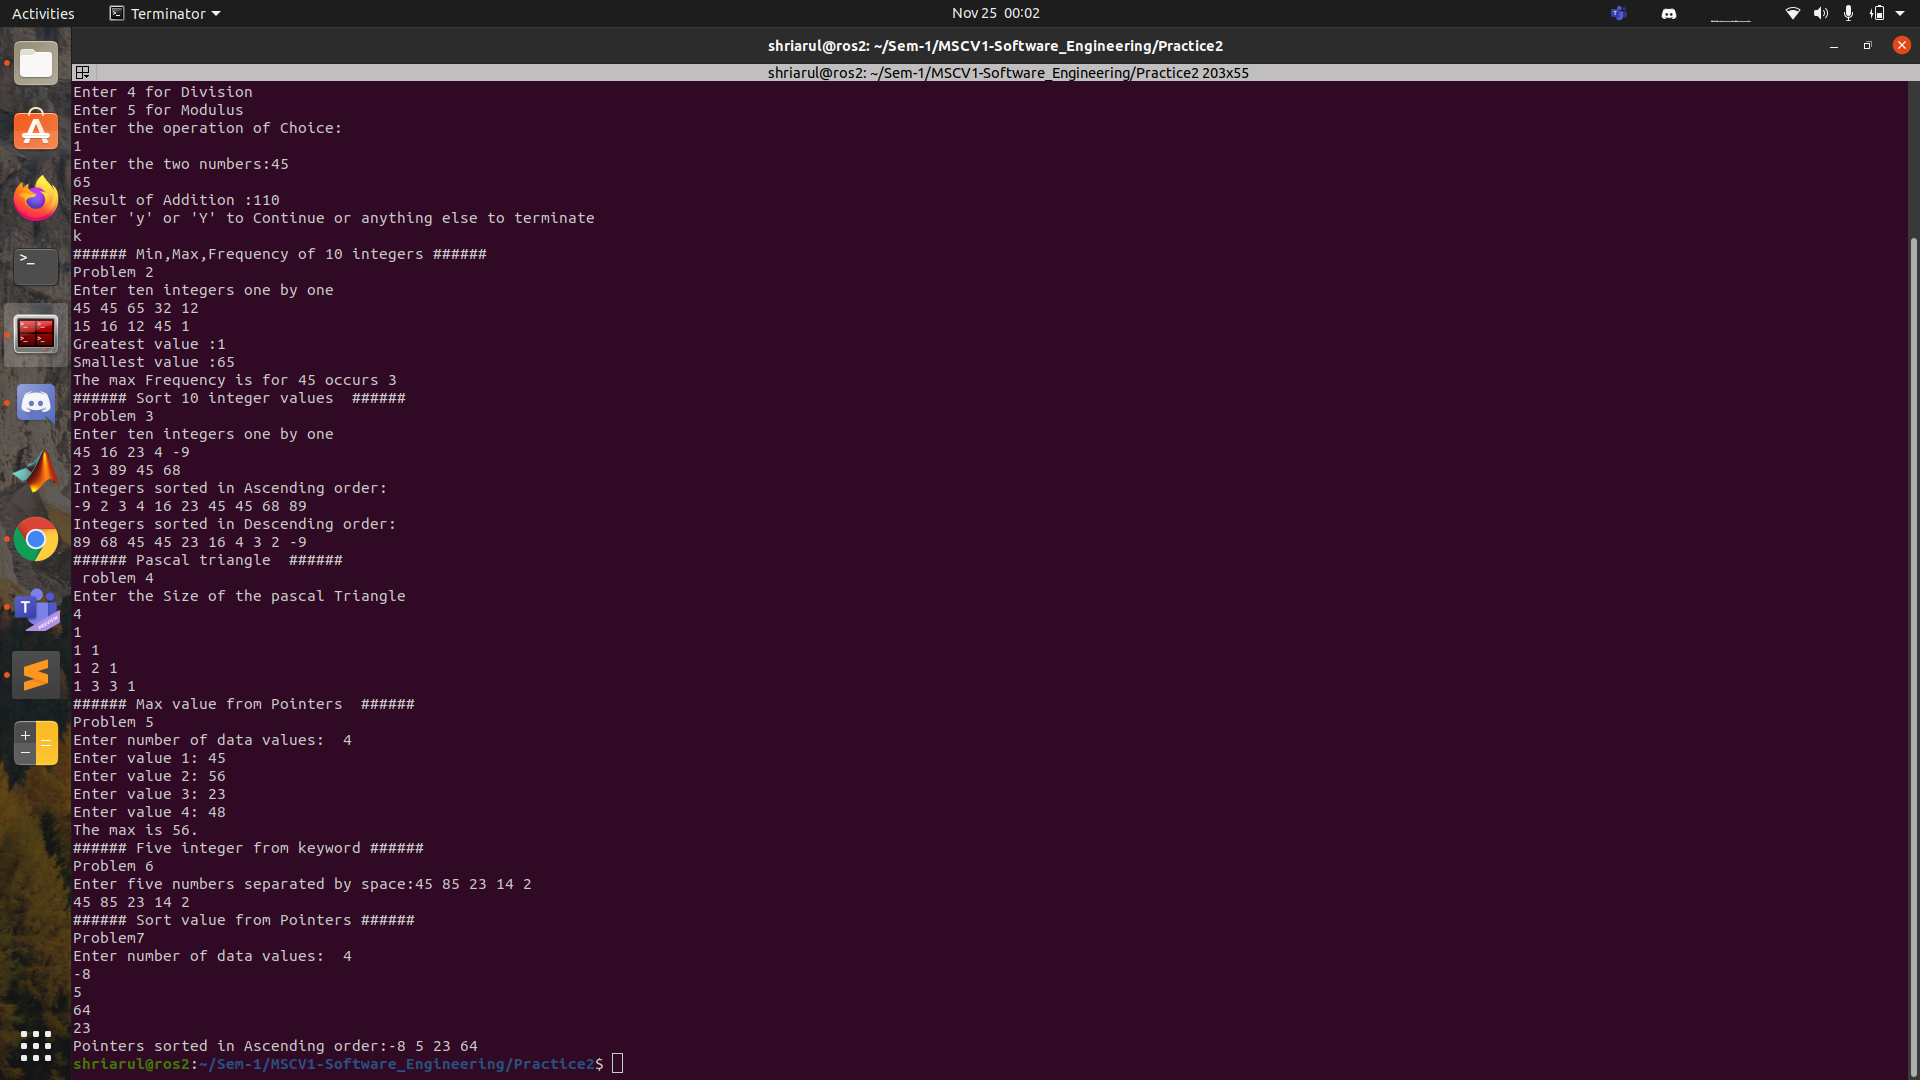 Activities
Terminator
Nov 25 00:02
shriarul@ros2: ~/Sem-1/MSCV1-Software_Engineering/Practice2
shriarul@ros2: ~/Sem-1/MSCV1-Software_Engineering/Practice2 203x55
Enter 4 for Division
Enter 5 for Modulus
Enter the operation of Choice:
1
Enter the two numbers:45
65
Result of Addition :110
Enter 'y' or 'Y' to Continue or anything else to terminate
k
###### Min,Max,Frequency of 10 integers ######
Problem 2
Enter ten integers one by one
45 45 65 32 12
15 16 12 45 1
Greatest value :1
Smallest value :65
The max Frequency is for 45 occurs 3
###### Sort 10 integer values  ######
Problem 3
Enter ten integers one by one
45 16 23 4 -9
2 3 89 45 68
Integers sorted in Ascending order:
-9 2 3 4 16 23 45 45 68 89
Integers sorted in Descending order:
89 68 45 45 23 16 4 3 2 -9
###### Pascal triangle  ######
 roblem 4
Enter the Size of the pascal Triangle
4
1
1 1
1 2 1
1 3 3 1
###### Max value from Pointers  ######
Problem 5
Enter number of data values:  4
Enter value 1: 45
Enter value 2: 56
Enter value 3: 23
Enter value 4: 48
The max is 56.
###### Five integer from keyword ######
Problem 6
Enter five numbers separated by space:45 85 23 14 2
45 85 23 14 2
###### Sort value from Pointers ######
Problem7
Enter number of data values:  4
-8
5
64
23
Pointers sorted in Ascending order:-8 5 23 64
shriarul@ros2:~/Sem-1/MSCV1-Software_Engineering/Practice2$